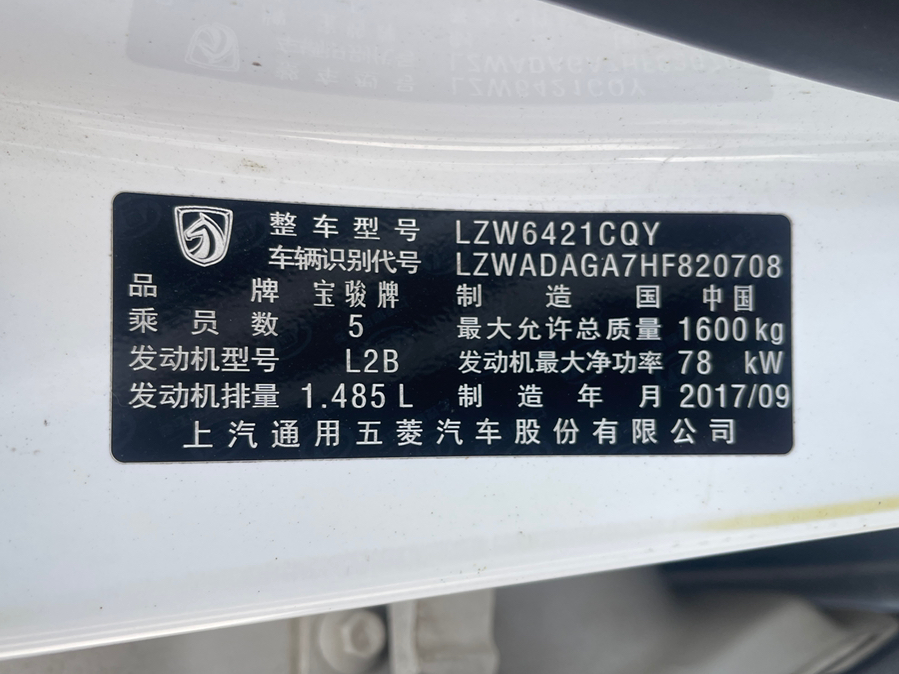 整车型号 LZW6421CQY
车辆识别代号 LZWADAGA7HF820708
品牌 宝骏牌 制造国 中国
乘员数 5 最大允许总质量 1600 kg
发动机型号 L2B 发动机最大净功率 78 kW
发动机排量 1.485 L 制造年月 2017/09
上汽通用五菱汽车股份有限公司